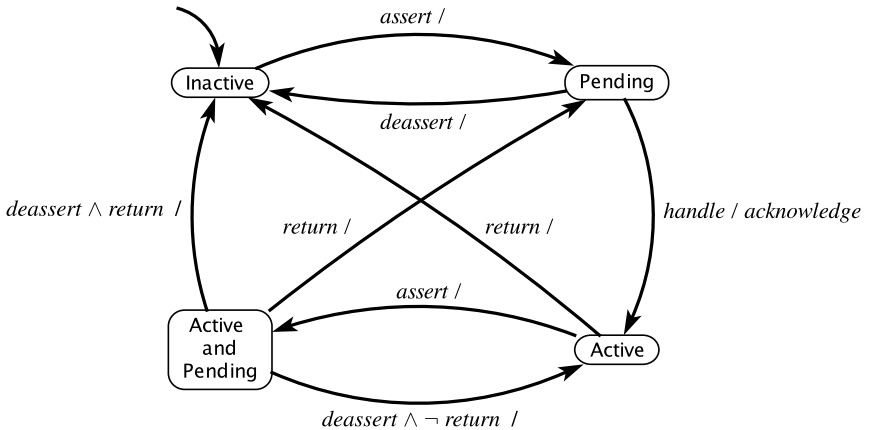 assert /
Inactive
Pending
deassert /
deassert ∧ return /
return /
return /
handle / acknowledge
assert /
Active
and
Pending
Active
deassert ∧ ¬ return /